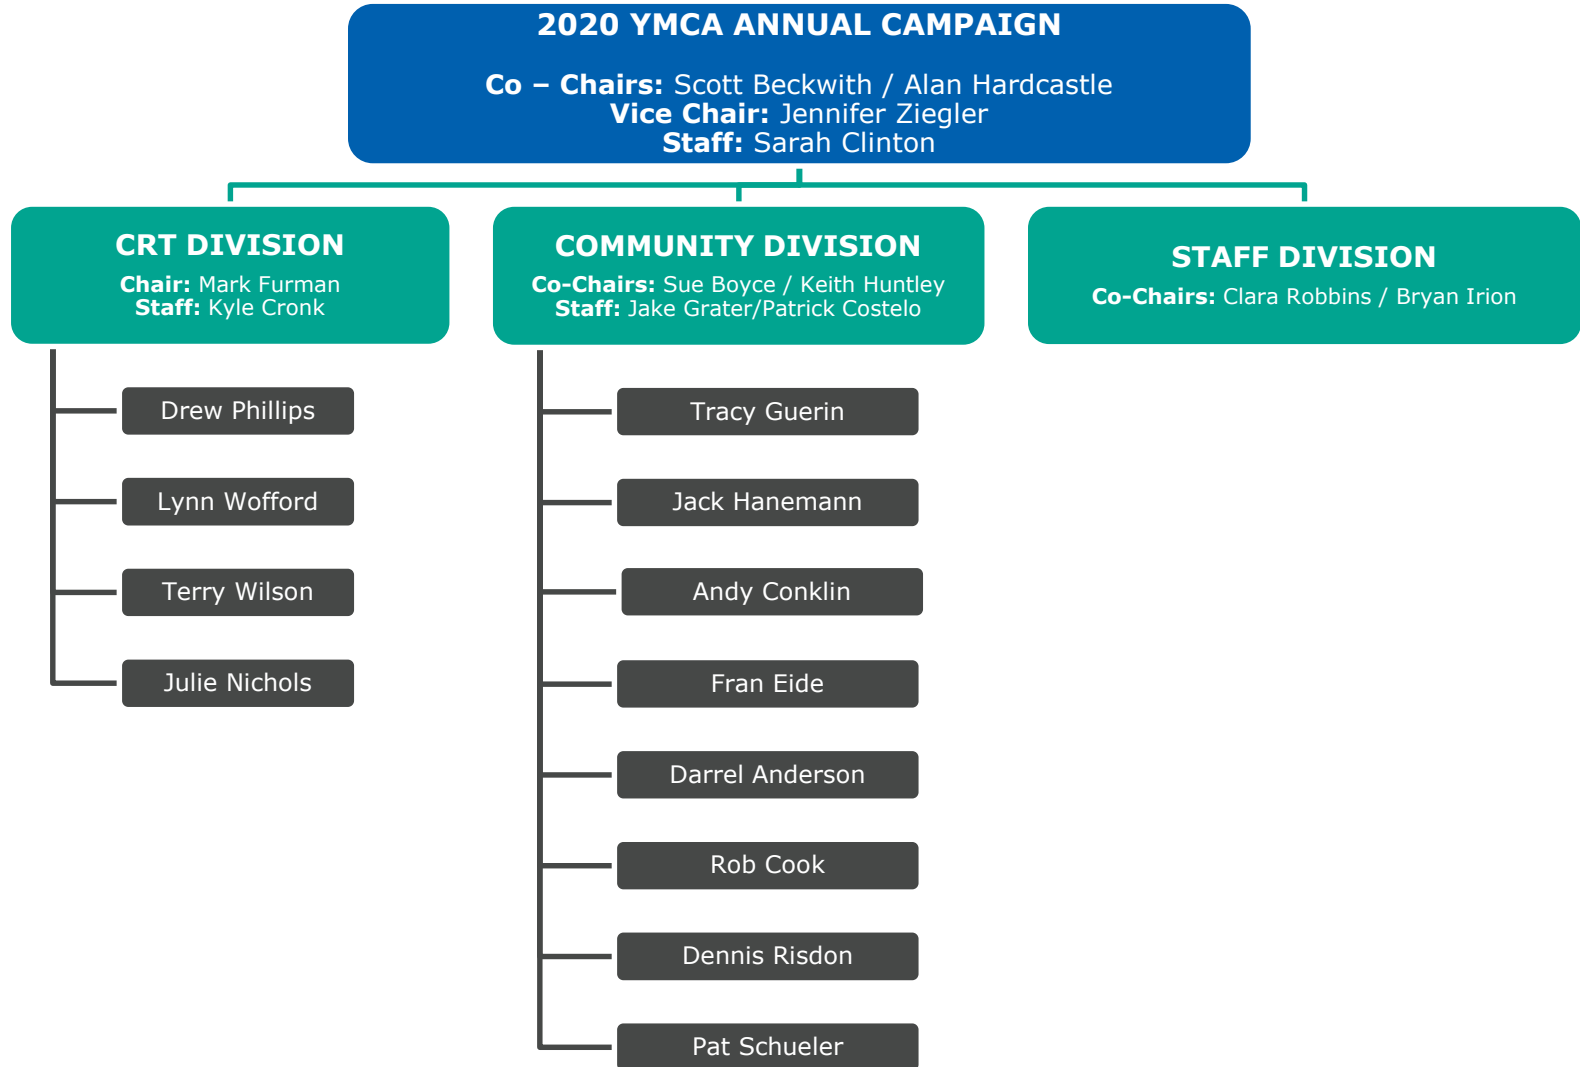 2020 YMCA ANNUAL CAMPAIGN
Co – Chairs: Scott Beckwith / Alan Hardcastle
Vice Chair: Jennifer Ziegler
Staff: Sarah Clinton
CRT DIVISION
Chair: Mark Furman
Staff: Kyle Cronk
Drew Phillips
Lynn Wofford
Terry Wilson
Julie Nichols
COMMUNITY DIVISION
Co-Chairs: Sue Boyce / Keith Huntley
Staff: Jake Grater/Patrick Costelo
Tracy Guerin
Jack Hanemann
Andy Conklin
Fran Eide
Darrel Anderson
Rob Cook
Dennis Risdon
Pat Schueler
STAFF DIVISION
Co-Chairs: Clara Robbins / Bryan Irion